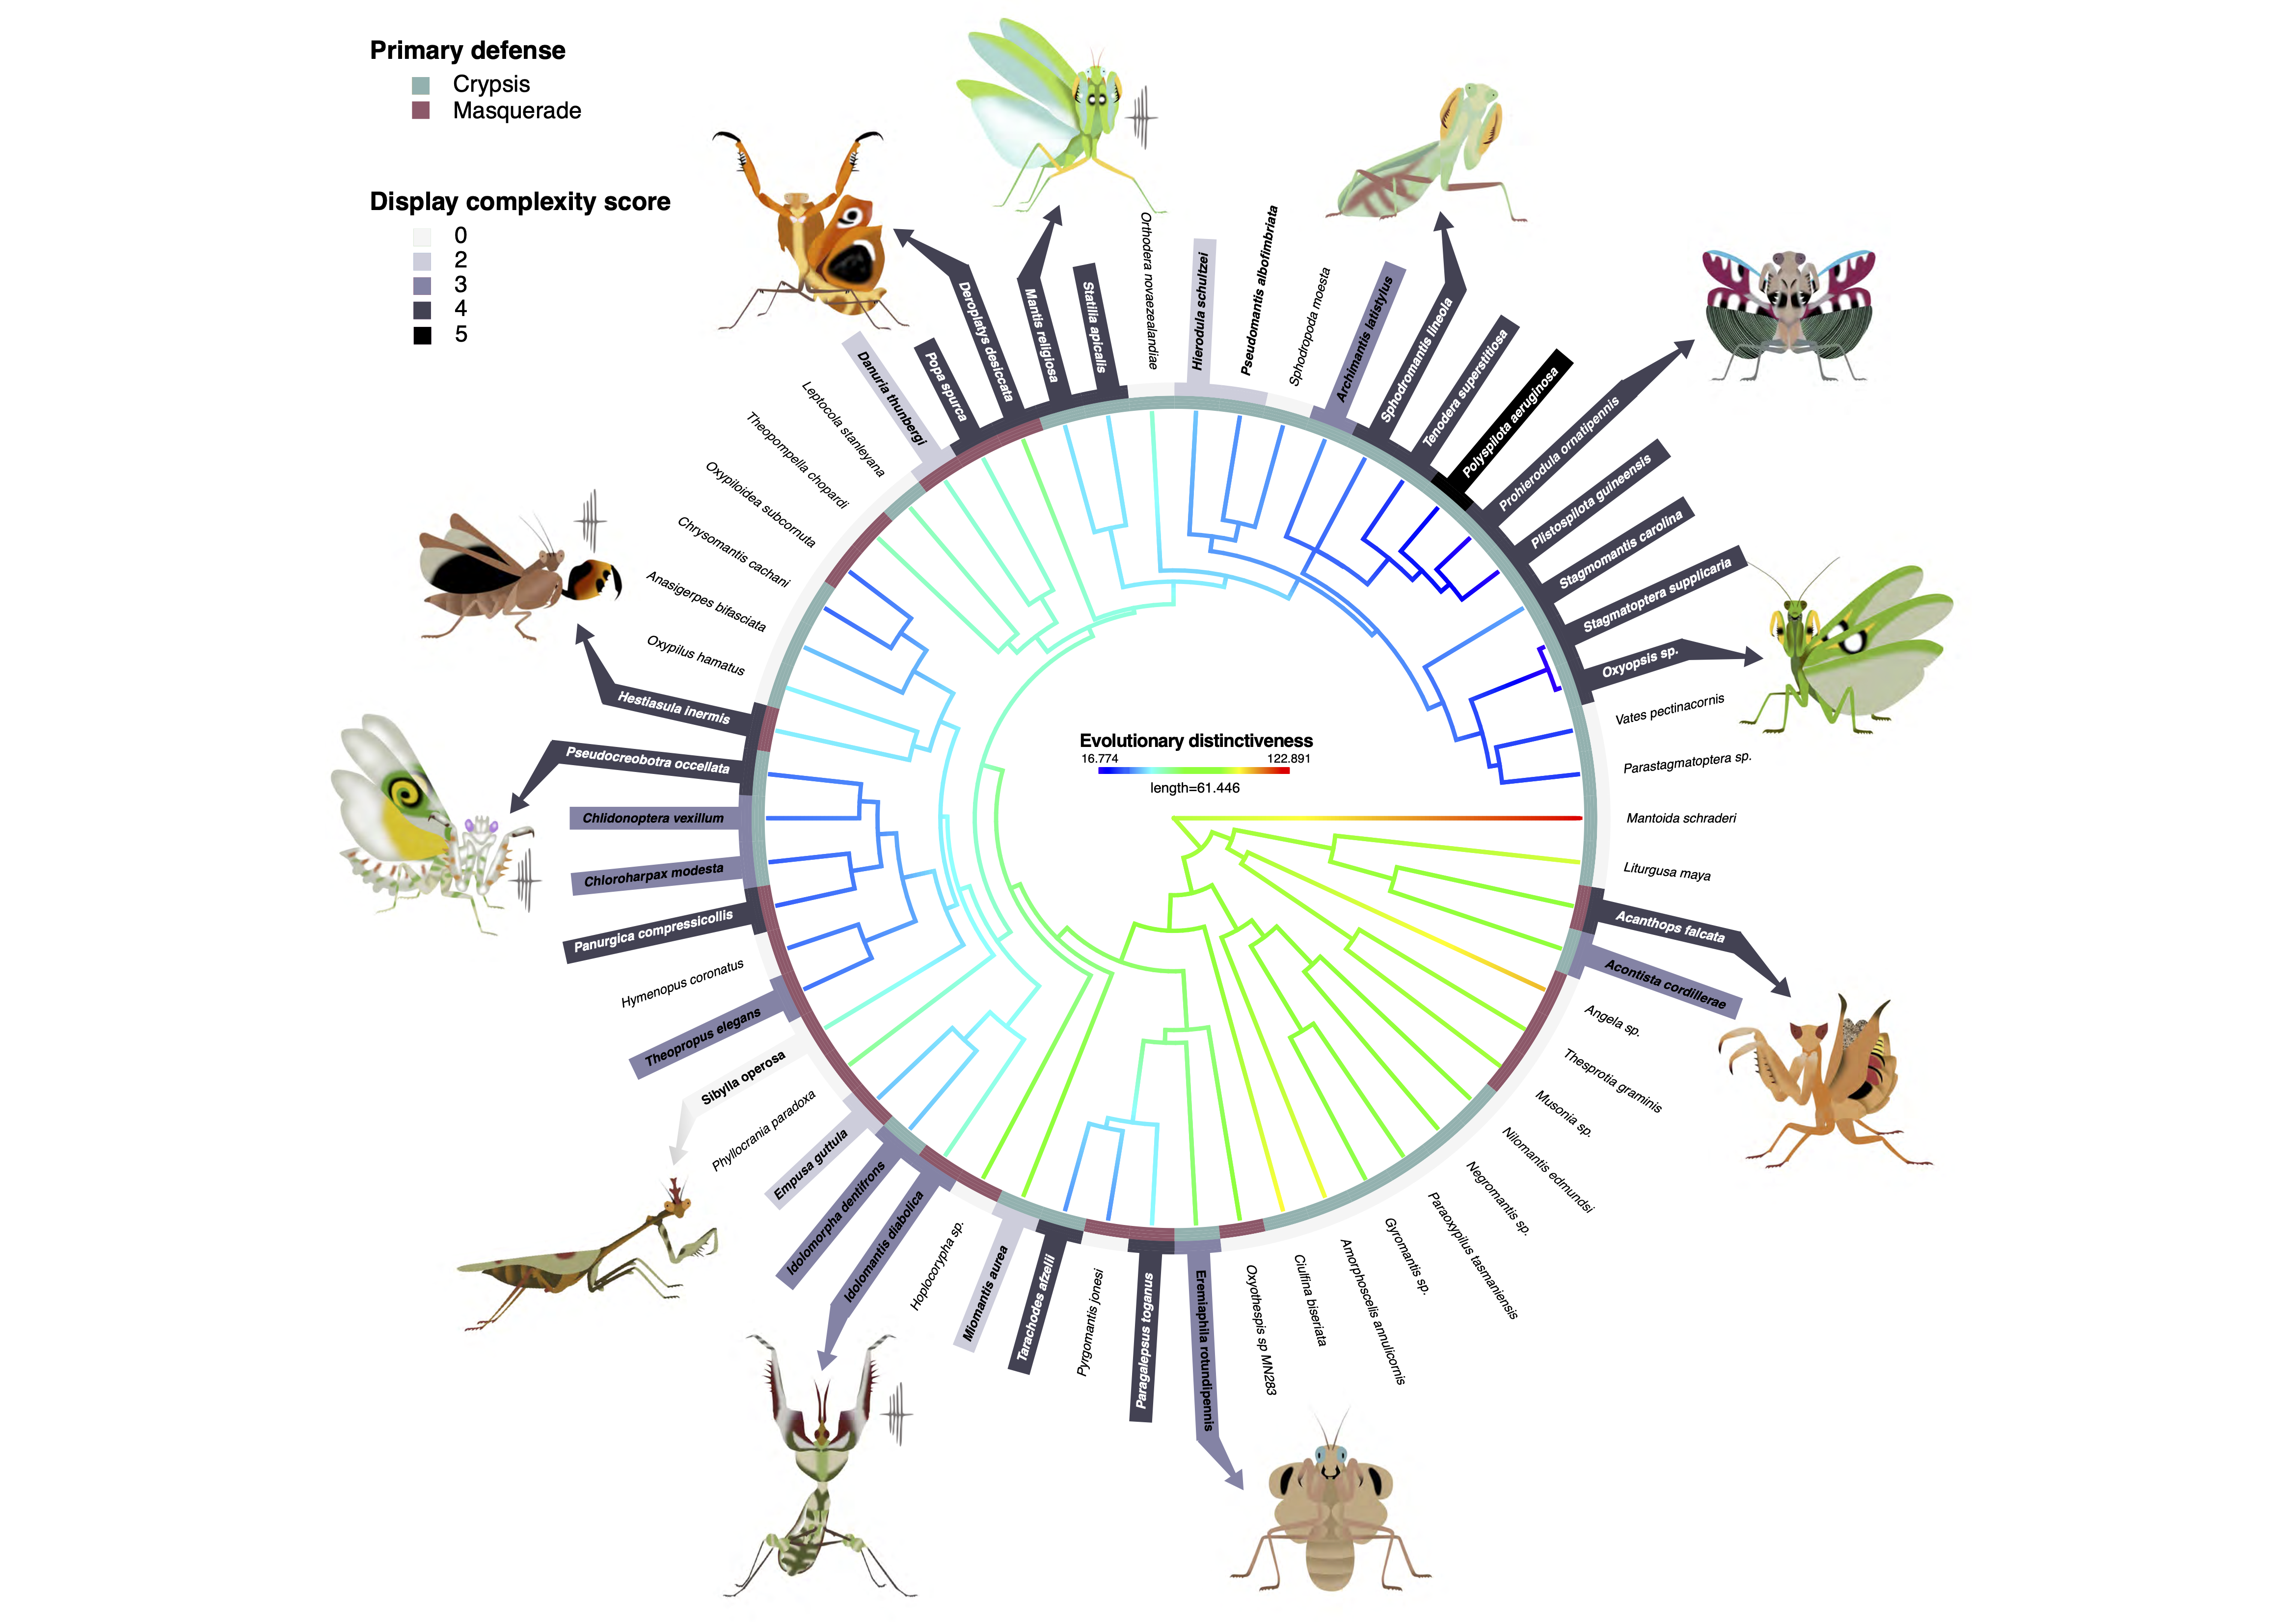 Primary defense
Crypsis
Masquerade
Display complexity score
0
2
3
4
5
Evolutionary distinctiveness
16.774
122.891
length=61.446
Orthodera novaezealandiae
Hierodula schultzei
Pseudomantis albofimbriata
Sphodropoda moesta
Archimantis latistylus
Sphodromantis lineola
Tenodera superstitiosa
Polyspilota aeruginosa
Prohierodula ornatipennis
Plistospilota guineensis
Stagmomantis carolina
Stagmatoptera supplicaria
Oxyopsis sp.
Vates pectinacornis
Parastagmatoptera sp.
Mantoida schraderi
Liturgusa maya
Acanthops falcata
Acontista cordillerae
Angela sp.
Thesprotia graminis
Musonia sp.
Nilomantis edmundsi
Negromantis sp.
Paraoxypilus tasmaniensis
Gyromantis sp.
Amorphoscelis annulicornis
Ciulfina biseriata
Oxyothespis sp MN283
Eremiaphila rotundipennis
Paragalepsus toganus
Pyrgomantis jonesi
Tarachodes afzelii
Miomantis aurea
Hoplocorypha sp.
Idolomantis diabolica
Idolomorpha dentifrons
Empusa guttula
Phyllocrania paradoxa
Sibylla operosa
Theopropus elegans
Hymenopus coronatus
Panurgica compressicollis
Chloroharpax modesta
Chlidonoptera vexillum
Pseudocreobotra occellata
Hestiasula inermis
Oxypilus hamatus
Anasigerpes bifasciata
Chrysomantis cachani
Oxypiloidea subcornuta
Theopompella chopardi
Leptocola stanleyana
Danuria thunbergi
Popa spurca
Deroplatys desiccata
Mantis religiosa
Statilia apicalis